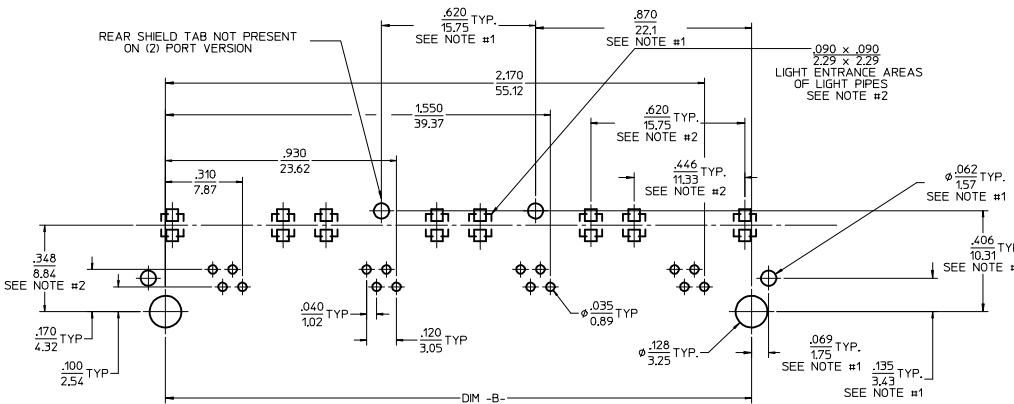 .620 TYP.
15.75
SEE NOTE #1
.870
22.1
SEE NOTE #1
REAR SHIELD TAB NOT PRESENT
ON (2) PORT VERSION
.090 x .090
2.29 x 2.29
LIGHT ENTRANCE AREAS
OF LIGHT PIPES
SEE NOTE #2
2.170
55.12
1.550
39.37
.620 TYP.
15.75
SEE NOTE #2
.930
23.62
.446 TYP.
11.33
SEE NOTE #2
.310
7.87
ø .062 TYP.
1.57
SEE NOTE #1
.348
8.84
SEE NOTE #2
.406 TY
10.31
SEE NOTE #
.040 TYP
1.02
ø .035 TYP
0.89
.170 TYP
4.32
.120 TYP
3.05
ø .128 TYP.
3.25
.069 TYP.
1.75
SEE NOTE #1
.100 TYP
2.54
.135 TYP.
3.43
SEE NOTE #1
DIM -B-